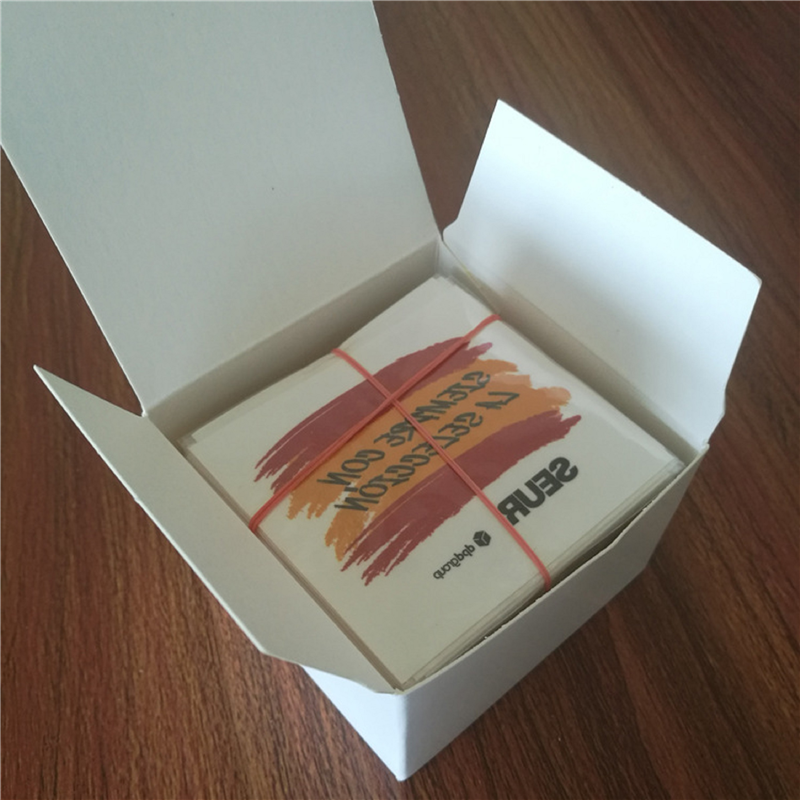 SIEMPRE CON
LA SELECCIÓN
SEUR
dpdgroup